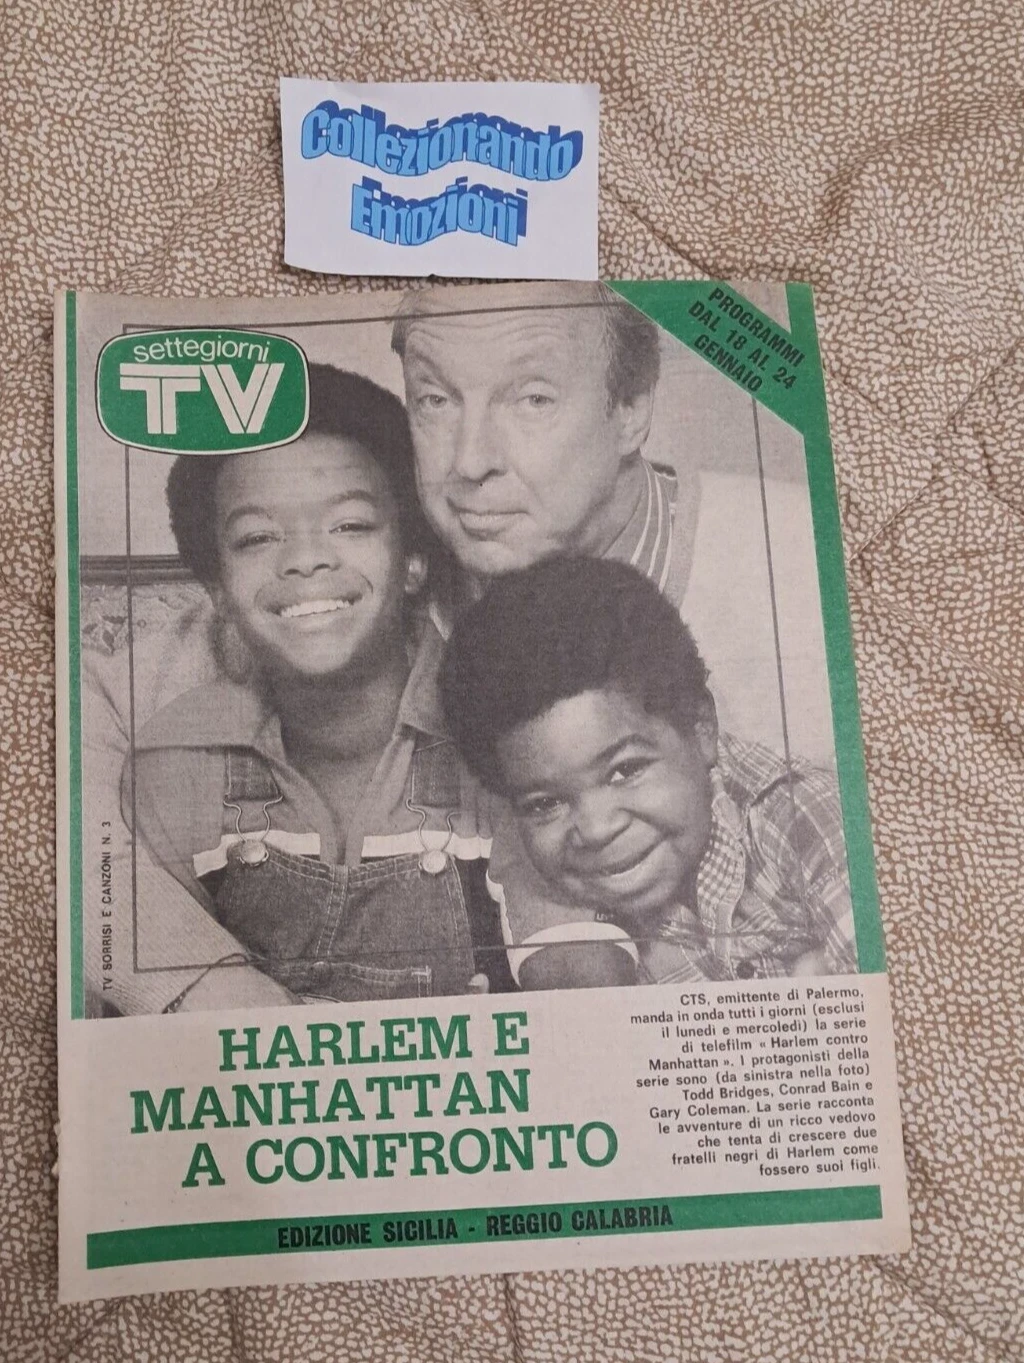 Collezionando
Emozioni
settegiorni
TV
PROGRAMMI
DAL 18 AL 24
GENNAIO
TV SORRISI E CANZONI N. 3
HARLEM E
MANHATTAN
A CONFRONTO
CTS, emittente di Palermo,
manda in onda tutti i giorni (esclusi
il lunedì e mercoledì) la serie
di telefilm « Harlem contro
Manhattan ». I protagonisti della
serie sono (da sinistra nella foto)
Todd Bridges, Conrad Bain e
Gary Coleman. La serie racconta
le avventure di un ricco vedovo
che tenta di crescere due
fratelli negri di Harlem come
fossero suoi figli.
EDIZIONE SICILIA - REGGIO CALABRIA